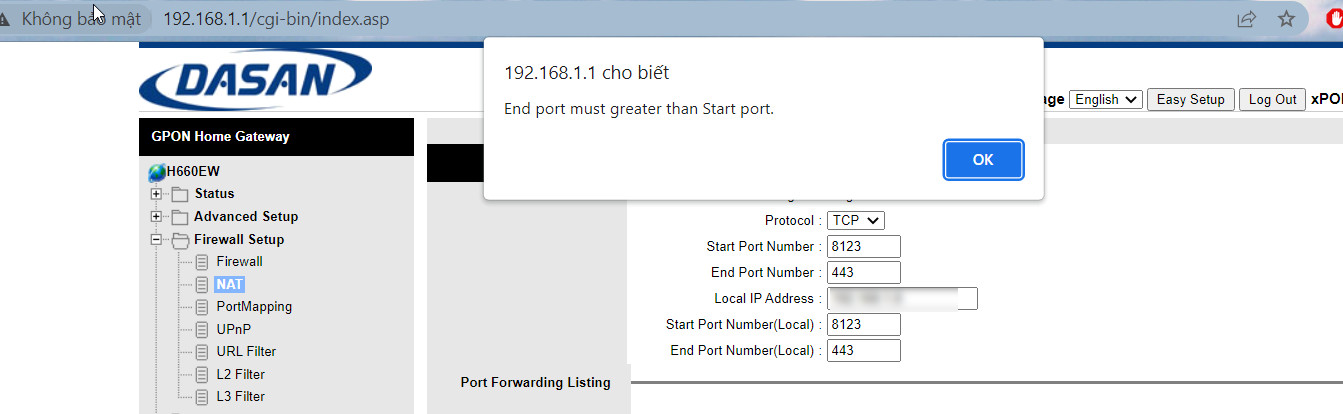 Không bảo mật 192.168.1.1/cgi-bin/index.asp
DASAN
192.168.1.1 cho biết
End port must greater than Start port.
OK
age English Easy Setup Log Out xPO
GPON Home Gateway
H660EW
Status
Advanced Setup
Firewall Setup
Firewall
NAT
PortMapping
UPnP
URL Filter
L2 Filter
L3 Filter
Protocol : TCP
Start Port Number : 8123
End Port Number : 443
Local IP Address :
Start Port Number(Local) : 8123
End Port Number(Local) : 443
Port Forwarding Listing